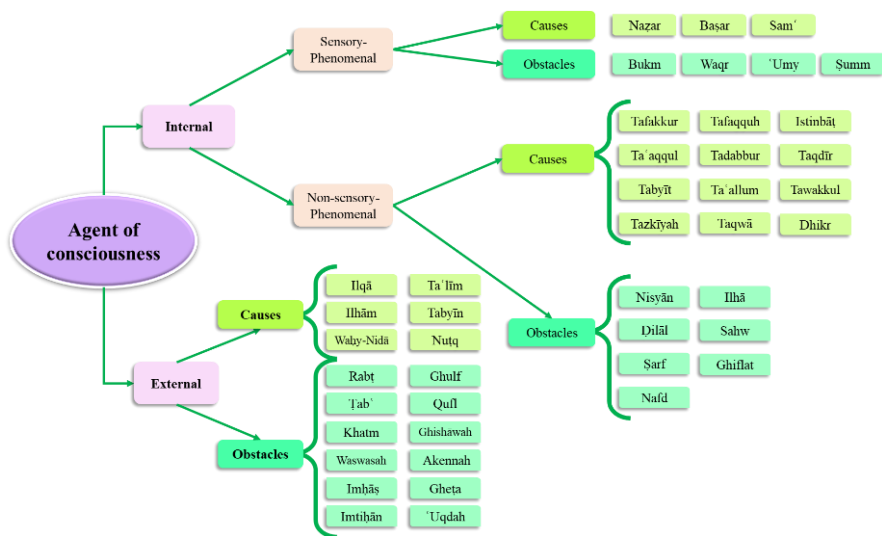 Agent of
consciousness
Internal
External
Sensory-
Phenomenal
Causes
Naẓar
Baṣar
Samʿ
Obstacles
Bukm
Waqr
ʿUmy
Ṣumm
Non-sensory-
Phenomenal
Causes
Tafakkur
Tafaqquh
Istinbāṭ
Taʿaqqul
Tadabbur
Taqdīr
Tabyīt
Taʿallum
Tawakkul
Tazkīyah
Taqwā
Dhikr
Obstacles
Nisyān
Ilhā
Ḍilāl
Sahw
Ṣarf
Ghiflat
Nafd
Causes
Ilqā
Taʿlīm
Ilhām
Tabyīn
Waḥy-Nidā
Nuṭq
Obstacles
Rabṭ
Ghulf
Ṭabʿ
Qufl
Khatm
Ghishawah
Waswasah
Akennah
Imḥāṣ
Gheṭa
Imtiḥān
ʿUqdah